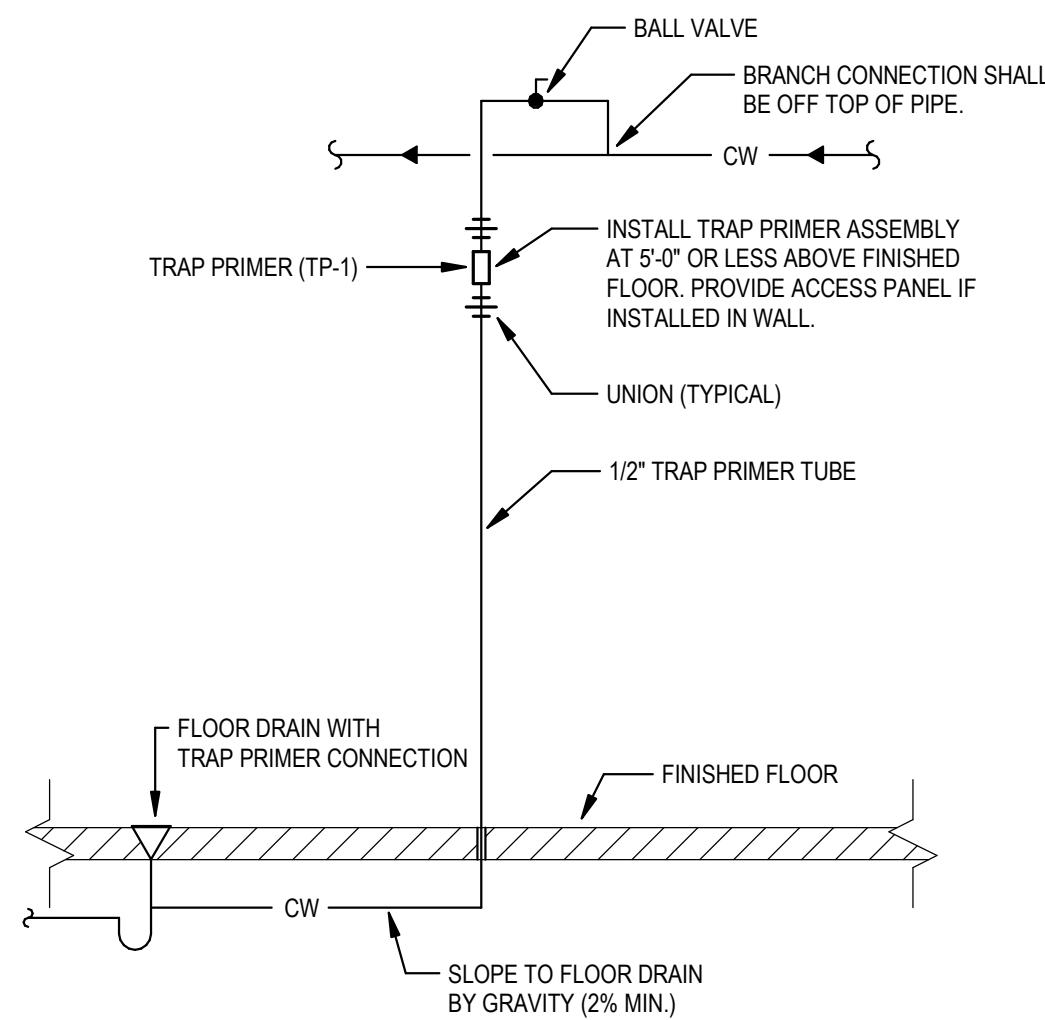 BALL VALVE
BRANCH CONNECTION SHALL
BE OFF TOP OF PIPE.
CW
INSTALL TRAP PRIMER ASSEMBLY
AT 5'-0" OR LESS ABOVE FINISHED
FLOOR. PROVIDE ACCESS PANEL IF
INSTALLED IN WALL.
TRAP PRIMER (TP-1)
UNION (TYPICAL)
1/2" TRAP PRIMER TUBE
FLOOR DRAIN WITH
TRAP PRIMER CONNECTION
FINISHED FLOOR
CW
SLOPE TO FLOOR DRAIN
BY GRAVITY (2% MIN.)